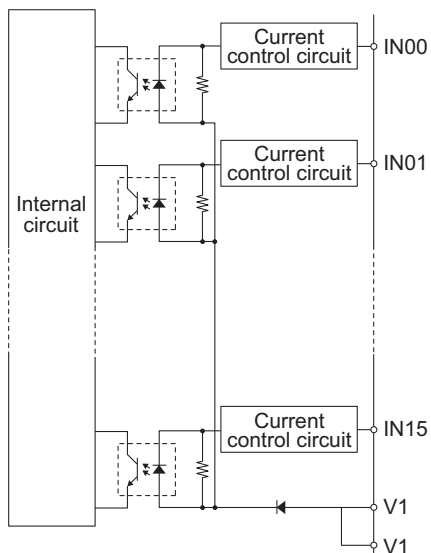 Current
control circuit
IN00
Current
control circuit
IN01
Internal
circuit
Current
control circuit
IN15
V1
V1